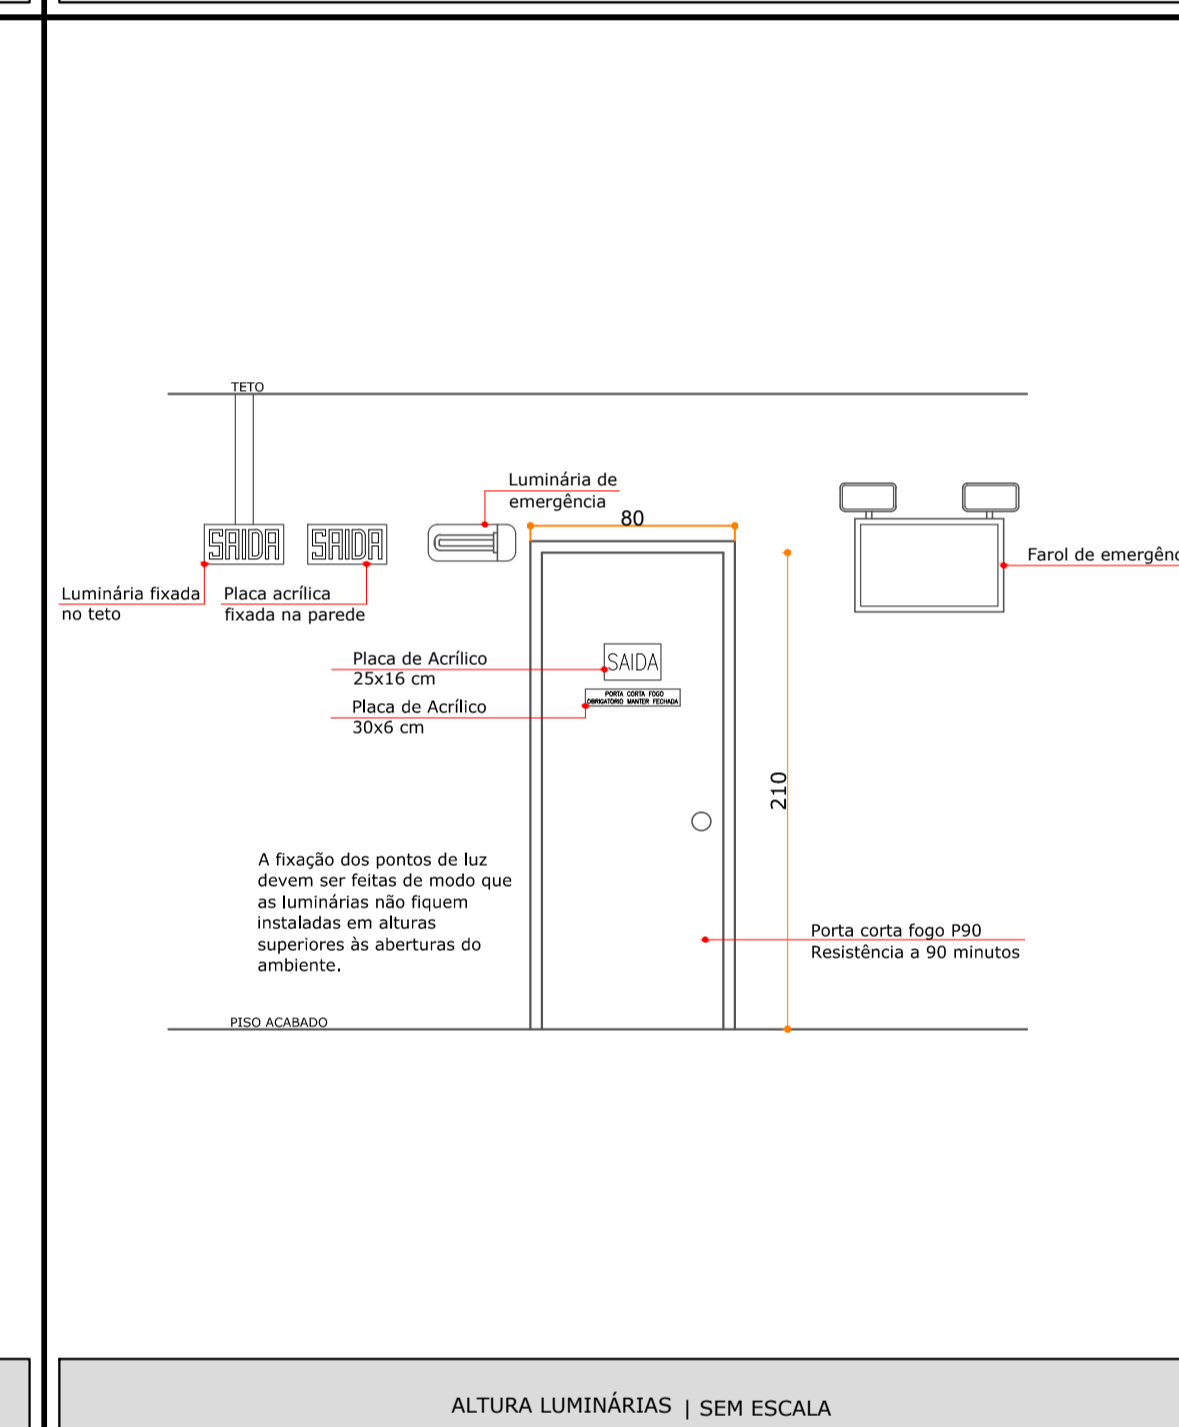 TETO
Luminária de
emergência
80
SAIDA
SAIDA
Farol de emergênc
Luminária fixada
no teto
Placa acrílica
fixada na parede
Placa de Acrílico
25x16 cm
SAIDA
Placa de Acrílico
30x6 cm
PORTA CORTA FOGO
OBRIGATORIO MANTER FECHADA
210
A fixação dos pontos de luz
devem ser feitas de modo que
as luminárias não fiquem
instaladas em alturas
superiores às aberturas do
ambiente.
Porta corta fogo P90
Resistência a 90 minutos
PISO ACABADO
ALTURA LUMINÁRIAS | SEM ESCALA